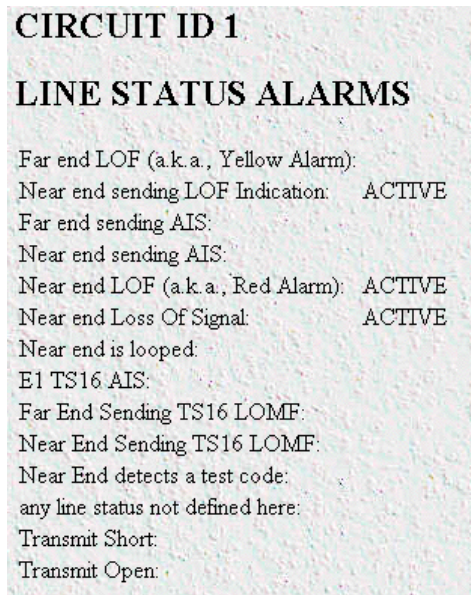 CIRCUIT ID 1
LINE STATUS ALARMS
Far end LOF (a.k.a., Yellow Alarm):
Near end sending LOF Indication: ACTIVE
Far end sending AIS:
Near end sending AIS:
Near end LOF (a.k.a., Red Alarm): ACTIVE
Near end Loss Of Signal: ACTIVE
Near end is looped:
E1 TS16 AIS:
Far End Sending TS16 LOMF:
Near End Sending TS16 LOMF:
Near End detects a test code:
any line status not defined here:
Transmit Short:
Transmit Open: